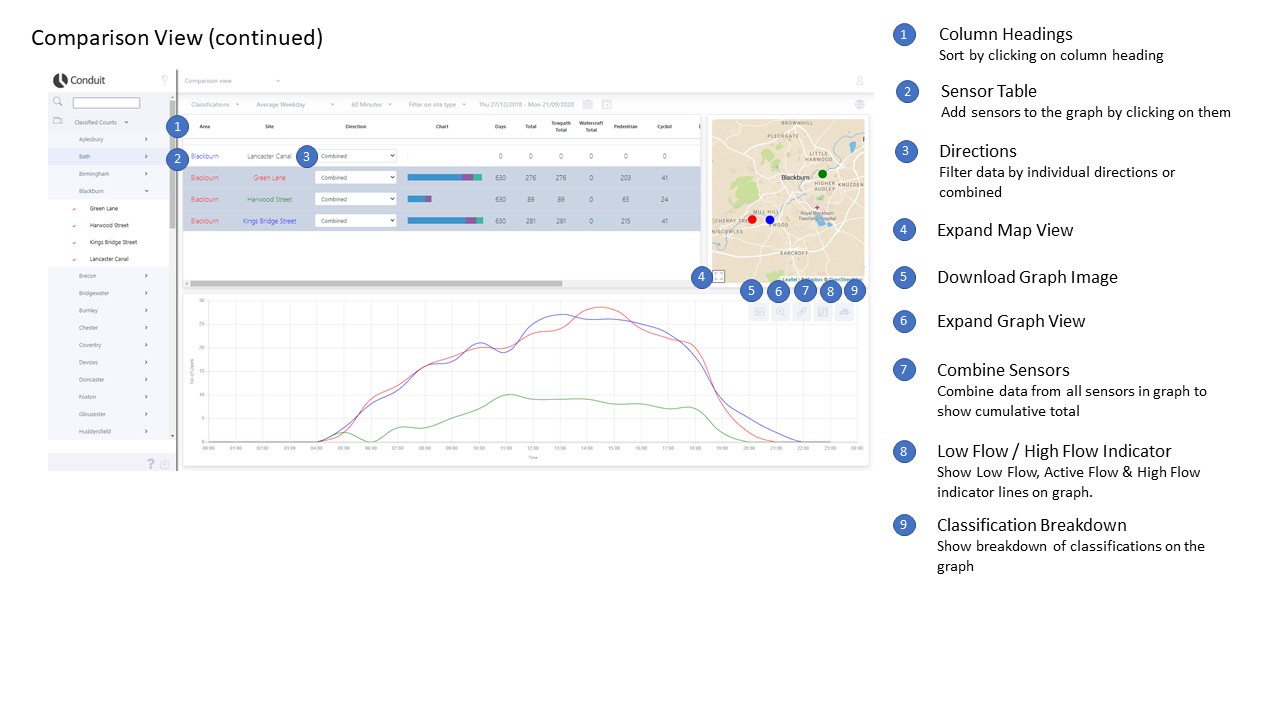 Comparison View (continued)
Conduit
Classified Counts
Aylesbury
Bath
Birmingham
Blackburn
Green Lane
Harwood Street
Kings Bridge Street
Lancaster Canal
Brecon
Bridgewater
Burnley
Chester
Coventry
Devizes
Doncaster
Foxton
Gloucester
Huddersfield
?
Comparison view
Classifications Average Weekday 60 Minutes Filter on site type Thu 27/12/2018 - Mon 21/09/2020
1 Area Site Direction Chart Days Total Towpath Total Watercraft Total Pedestrian Cyclist
2 Blackburn Lancaster Canal 3 Combined 0 0 0 0 0 0
Blackburn Green Lane Combined 630 276 276 0 203 41
Blackburn Harwood Street Combined 630 89 89 0 65 24
Blackburn Kings Bridge Street Combined 630 281 281 0 215 41
BROWNHILL
PLECKGATE
LITTLE
HARWOOD
Blackburn
HIGHER
AUDLEY
KNUZDEN
MILL HILL
Royal Blackburn
Teaching Hospital
CHERRY TREE
EWOOD
EARCROFT
Leaflet
4
5 6 7 8 9
30
25
20
15
10
5
0
No of Users
00:00 01:00 02:00 03:00 04:00 05:00 06:00 07:00 08:00 09:00 10:00 11:00 12:00 13:00 14:00 15:00 16:00 17:00 18:00 19:00 20:00 21:00 22:00 23:00 00:00
Time
1 Column Headings
Sort by clicking on column heading
2 Sensor Table
Add sensors to the graph by clicking on them
3 Directions
Filter data by individual directions or
combined
4 Expand Map View
5 Download Graph Image
6 Expand Graph View
7 Combine Sensors
Combine data from all sensors in graph to
show cumulative total
8 Low Flow / High Flow Indicator
Show Low Flow, Active Flow & High Flow
indicator lines on graph.
9 Classification Breakdown
Show breakdown of classifications on the
graph